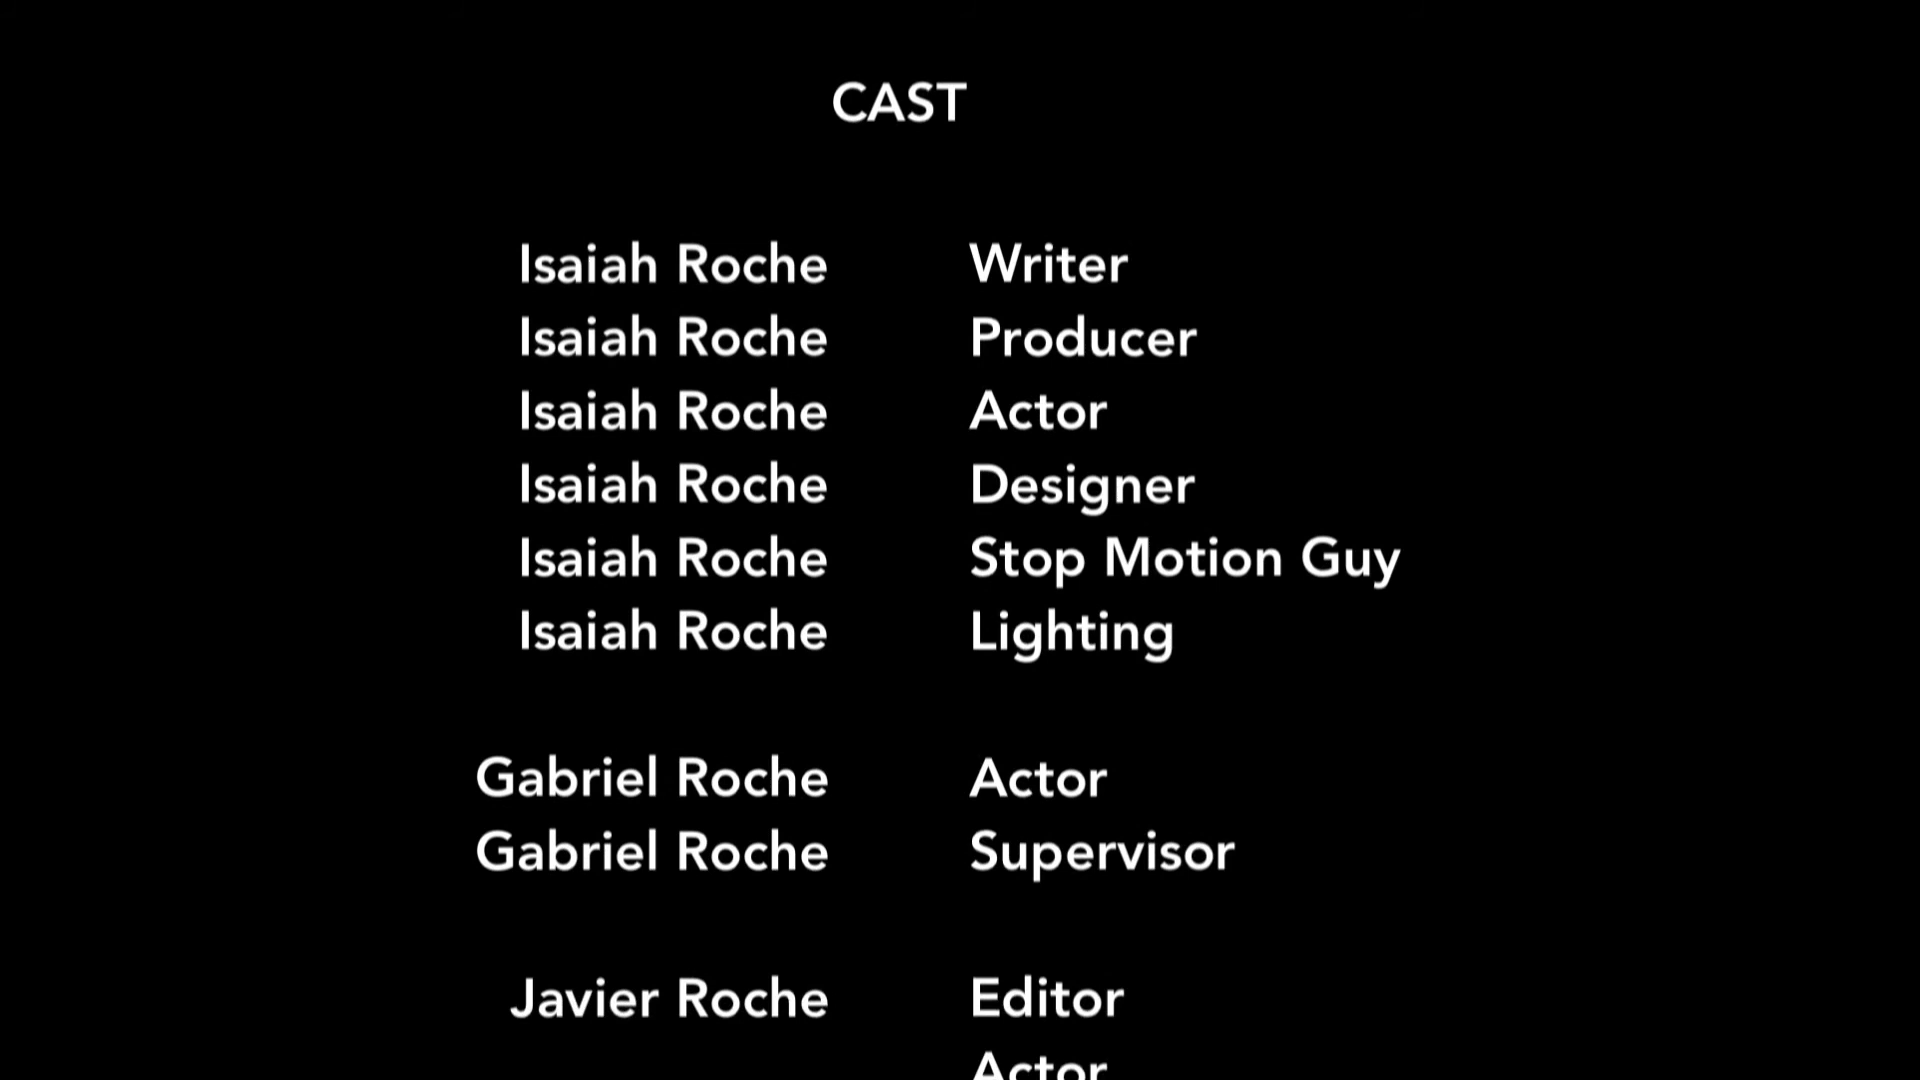 CAST
Isaiah Roche Writer
Isaiah Roche Producer
Isaiah Roche Actor
Isaiah Roche Designer
Isaiah Roche Stop Motion Guy
Isaiah Roche Lighting
Gabriel Roche Actor
Gabriel Roche Supervisor
Javier Roche Editor
Actor